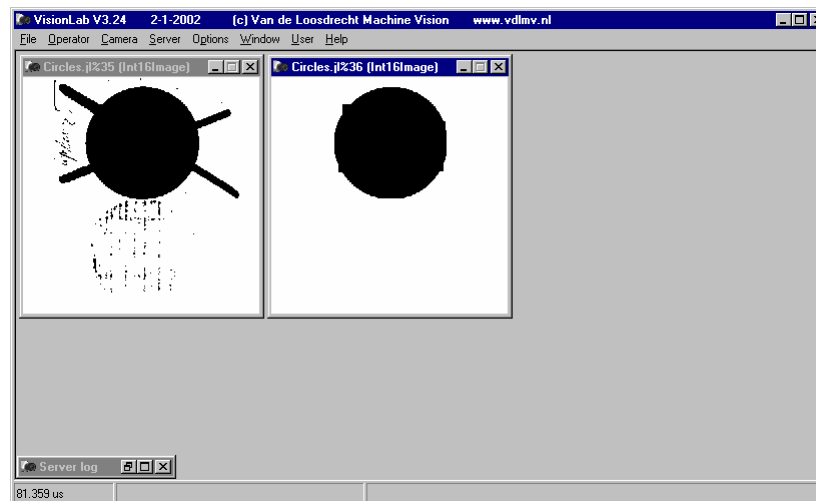 VisionLab V3.24 2-1-2002 (c) Van de Loosdrecht Machine Vision www.vdlmv.nl
File Operator Camera Server Options Window User Help
Circles.jl%35 (Int16Image)
Circles.jl%36 (Int16Image)
Server log
81.359 us